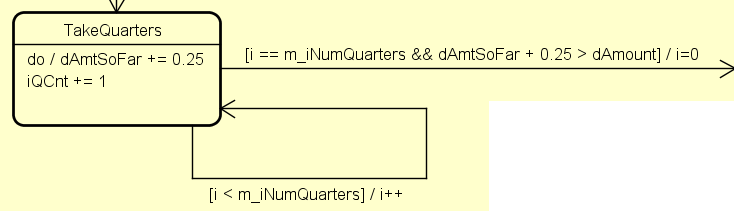 TakeQuarters
do / dAmtSoFar += 0.25
iQCnt += 1
[i == m_iNumQuarters && dAmtSoFar + 0.25 > dAmount] / i=0
[i < m_iNumQuarters] / i++